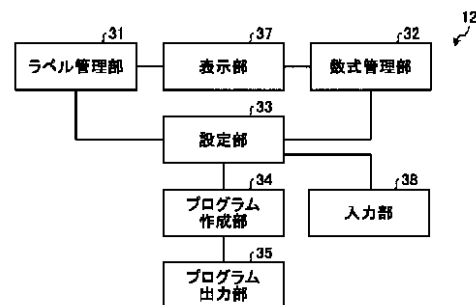 12
31
37
32
ラベル管理部
表示部
数式管理部
33
設定部
34
38
プログラム
作成部
入力部
35
プログラム
出力部